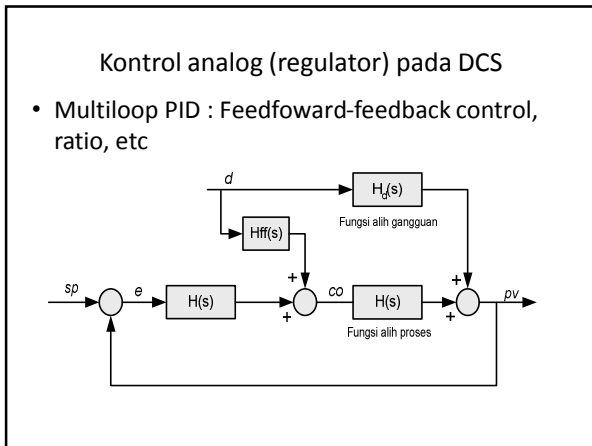 Kontrol analog (regulator) pada DCS
• Multiloop PID : Feedfoward-feedback control,
ratio, etc
d
Hd(s)
Fungsi alih gangguan
Hff(s)
+
+
sp
e
H(s)
+
co
H(s)
+
pv
Fungsi alih proses